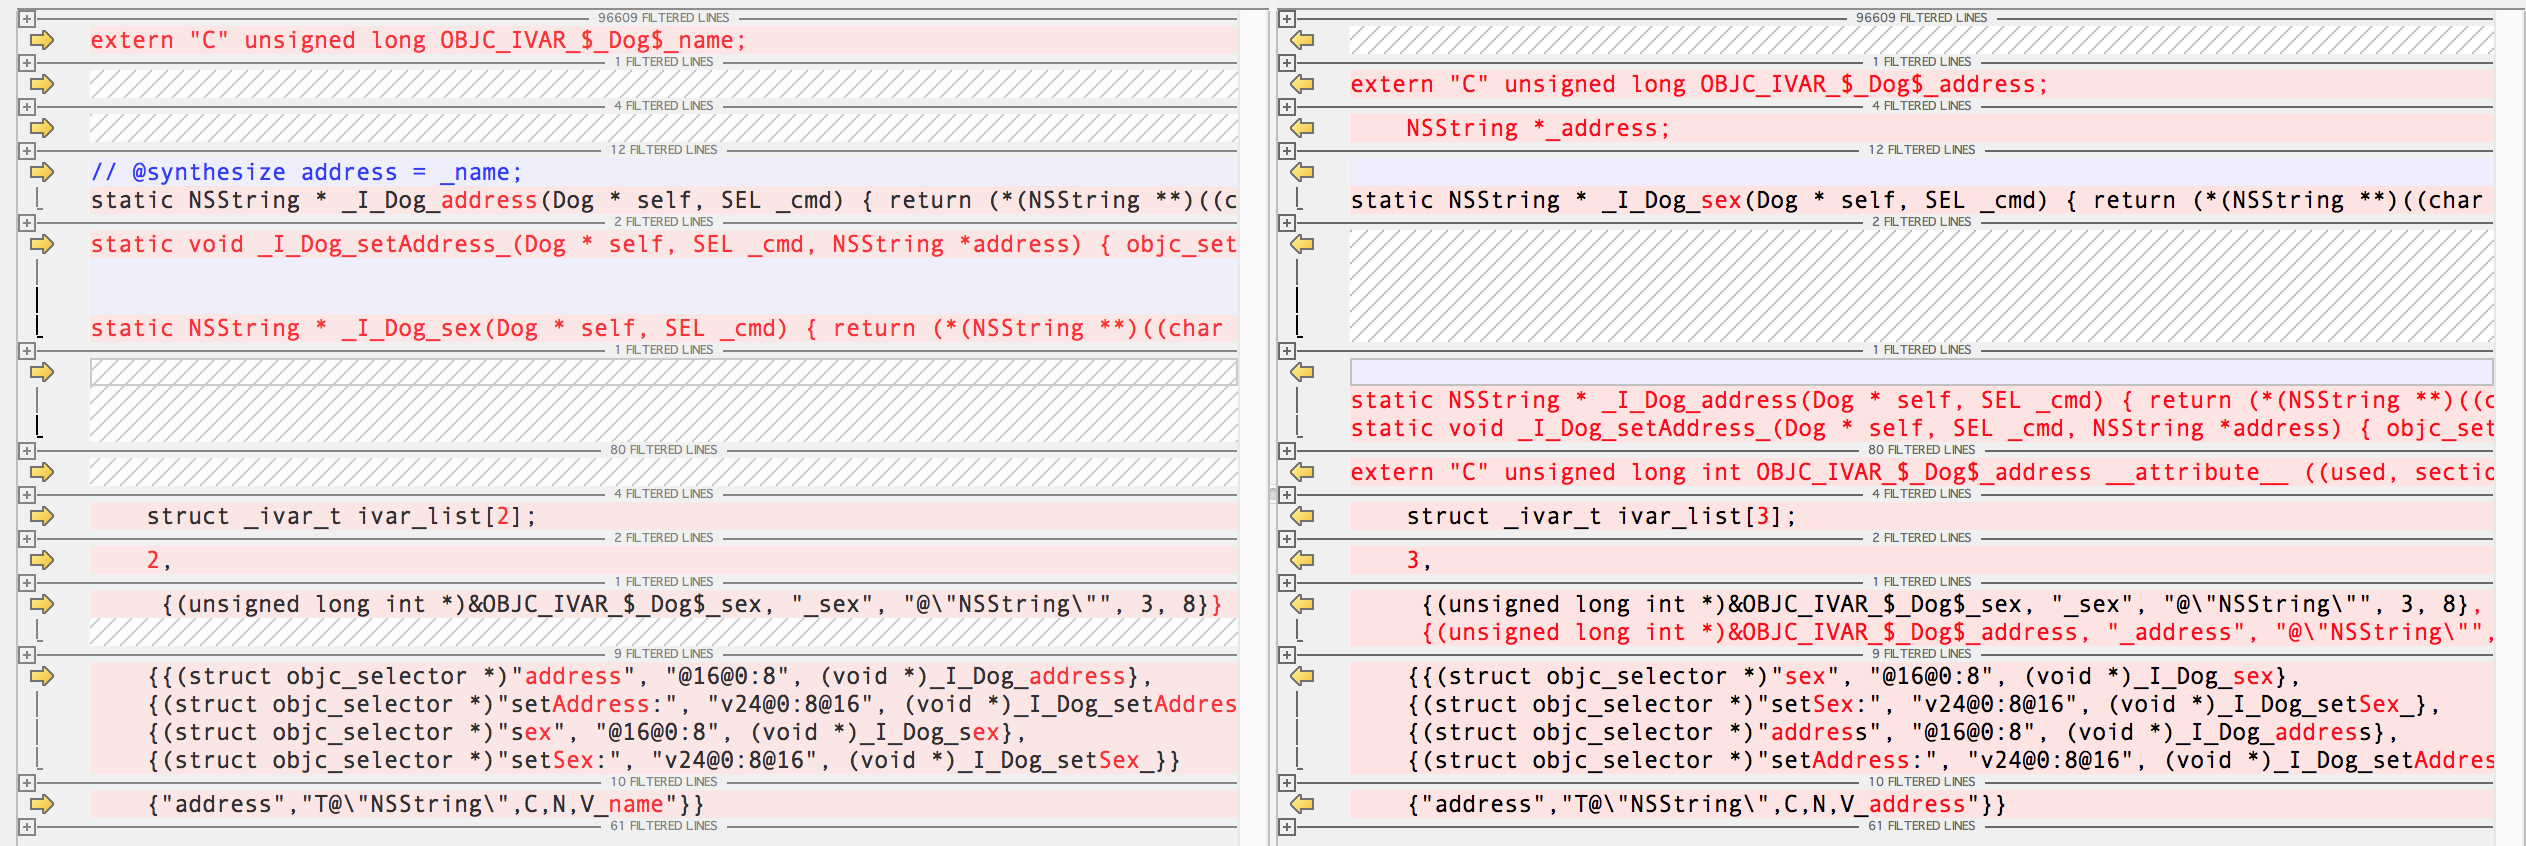 96609 FILTERED LINES
extern "C" unsigned long OBJC_IVAR_$_Dog$_name;
1 FILTERED LINES
4 FILTERED LINES
12 FILTERED LINES
// @synthesize address = _name;
static NSString * _I_Dog_address(Dog * self, SEL _cmd) { return (*(NSString **)((c
2 FILTERED LINES
static void _I_Dog_setAddress_(Dog * self, SEL _cmd, NSString *address) { objc_set
static NSString * _I_Dog_sex(Dog * self, SEL _cmd) { return (*(NSString **)((char
1 FILTERED LINES
80 FILTERED LINES
4 FILTERED LINES
struct _ivar_t ivar_list[2];
2 FILTERED LINES
2,
1 FILTERED LINES
{(unsigned long int *)&OBJC_IVAR_$_Dog$_sex, "_sex", "@\"NSString\"", 3, 8}}
9 FILTERED LINES
{{(struct objc_selector *)"address", "@16@0:8", (void *)_I_Dog_address},
{(struct objc_selector *)"setAddress:", "v24@0:8@16", (void *)_I_Dog_setAddres
{(struct objc_selector *)"sex", "@16@0:8", (void *)_I_Dog_sex},
{(struct objc_selector *)"setSex:", "v24@0:8@16", (void *)_I_Dog_setSex_}}
10 FILTERED LINES
{"address","T@\"NSString\",C,N,V_name"}}
61 FILTERED LINES
96609 FILTERED LINES
1 FILTERED LINES
extern "C" unsigned long OBJC_IVAR_$_Dog$_address;
4 FILTERED LINES
NSString *_address;
12 FILTERED LINES
static NSString * _I_Dog_sex(Dog * self, SEL _cmd) { return (*(NSString **)((char
2 FILTERED LINES
1 FILTERED LINES
static NSString * _I_Dog_address(Dog * self, SEL _cmd) { return (*(NSString **)((c
static void _I_Dog_setAddress_(Dog * self, SEL _cmd, NSString *address) { objc_set
80 FILTERED LINES
extern "C" unsigned long int OBJC_IVAR_$_Dog$_address __attribute__ ((used, sectio
4 FILTERED LINES
struct _ivar_t ivar_list[3];
2 FILTERED LINES
3,
1 FILTERED LINES
{(unsigned long int *)&OBJC_IVAR_$_Dog$_sex, "_sex", "@\"NSString\"", 3, 8},
{(unsigned long int *)&OBJC_IVAR_$_Dog$_address, "_address", "@\"NSString\"",
9 FILTERED LINES
{{(struct objc_selector *)"sex", "@16@0:8", (void *)_I_Dog_sex},
{(struct objc_selector *)"setSex:", "v24@0:8@16", (void *)_I_Dog_setSex_},
{(struct objc_selector *)"address", "@16@0:8", (void *)_I_Dog_address},
{(struct objc_selector *)"setAddress:", "v24@0:8@16", (void *)_I_Dog_setAddres
10 FILTERED LINES
{"address","T@\"NSString\",C,N,V_address"}}
61 FILTERED LINES